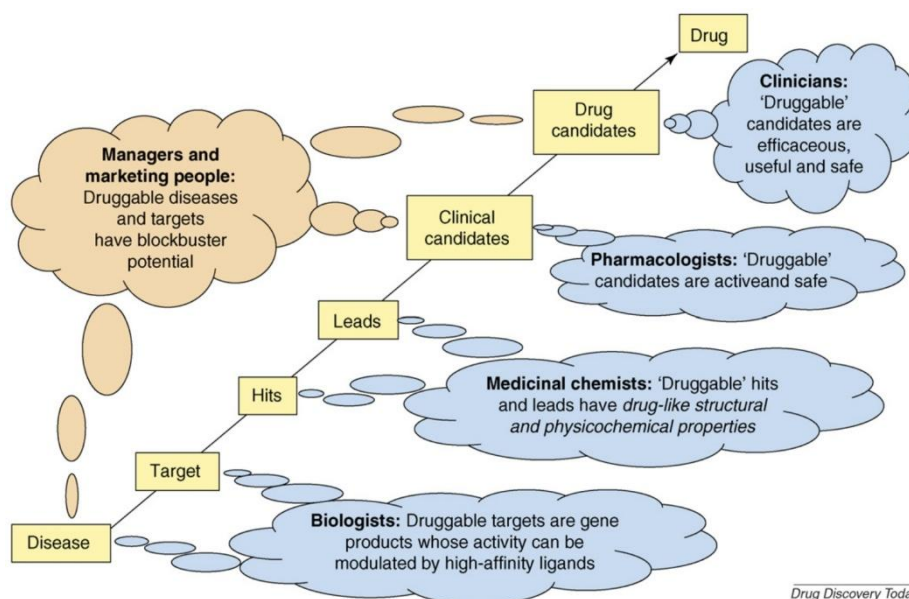 Drug
Clinicians:
'Druggable'
candidates are
efficaceous,
useful and safe
Drug
candidates
Managers and
marketing people:
Druggable diseases
and targets
have blockbuster
potential
Clinical
candidates
Pharmacologists: 'Druggable'
candidates are activeand safe
Leads
Medicinal chemists: 'Druggable' hits
and leads have drug-like structural
and physicochemical properties
Hits
Target
Biologists: Druggable targets are gene
products whose activity can be
modulated by high-affinity ligands
Disease
Drug Discovery Today